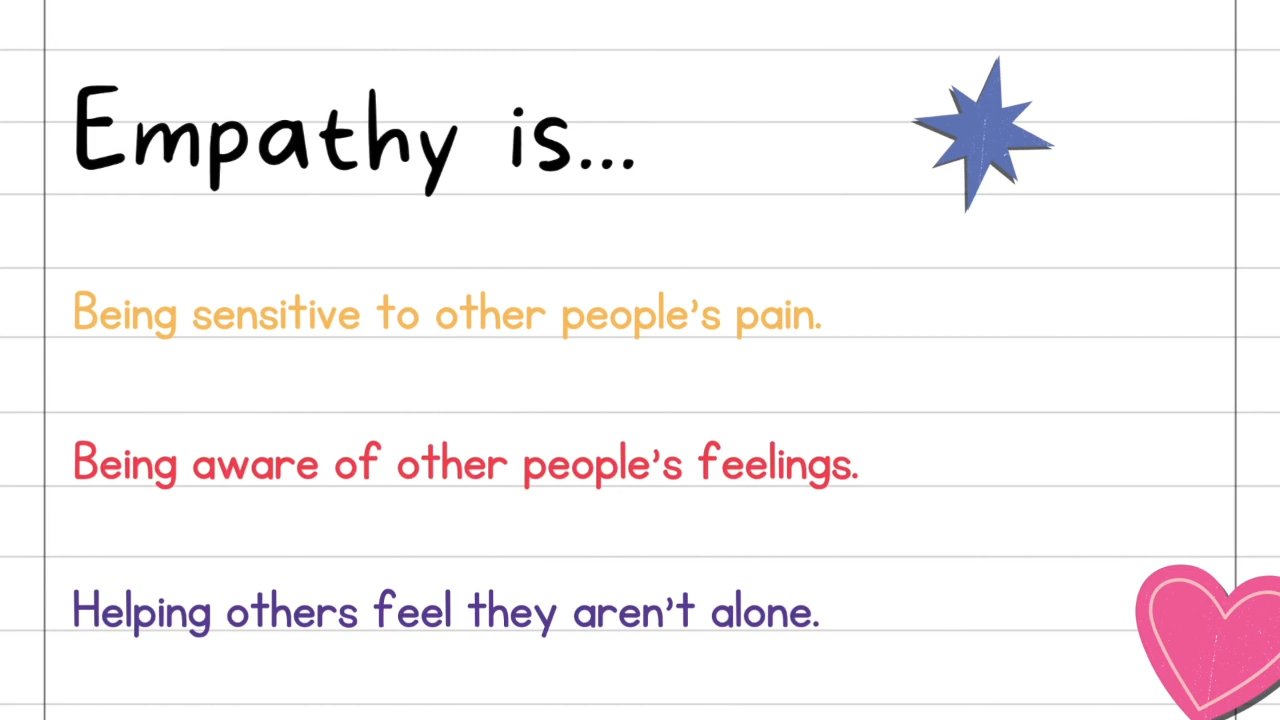 Empathy is...
Being sensitive to other people’s pain.
Being aware of other people’s feelings.
Helping others feel they aren’t alone.